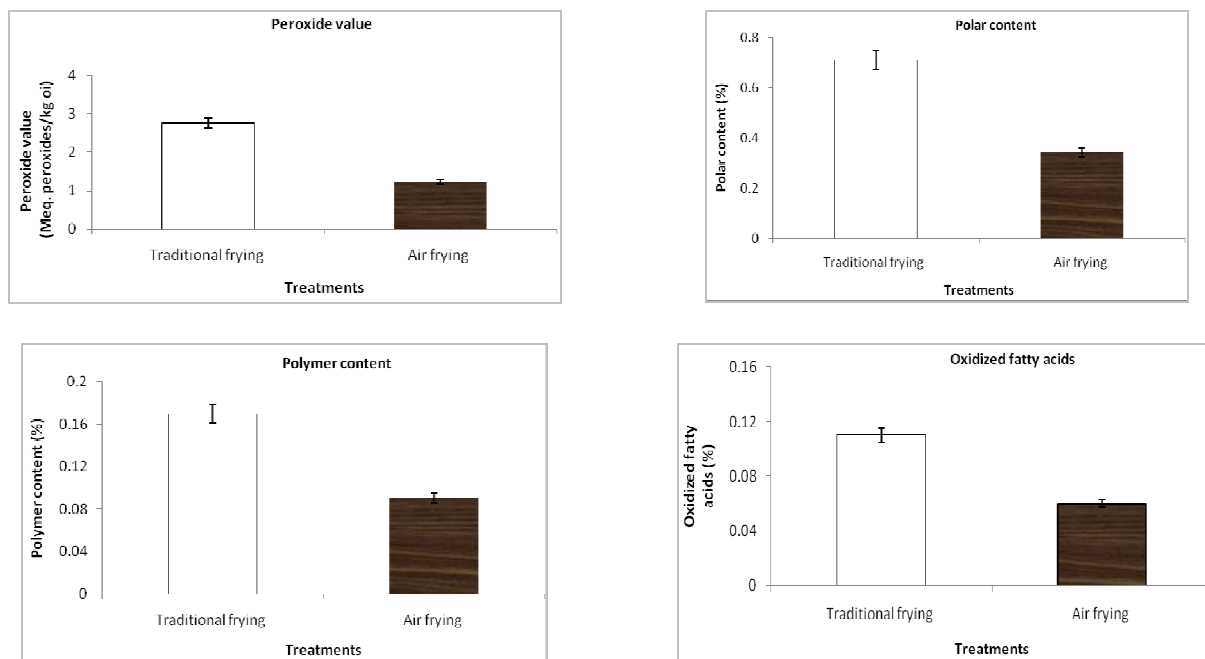 Peroxide value
4
3
2
1
0
Peroxide value
(Meq. peroxides/kg oi)
Traditional frying
Air frying
Treatments
Polar content
0.8
0.6
0.4
0.2
0
Polar content (%)
Traditional frying
Air frying
Treatments
Polymer content
0.2
0.16
0.12
0.08
0.04
0
Polymer content (%)
Traditional frying
Air frying
Treatments
Oxidized fatty acids
0.16
0.12
0.08
0.04
0
Oxidized fatty
acids (%)
Traditional frying
Air frying
Treatments